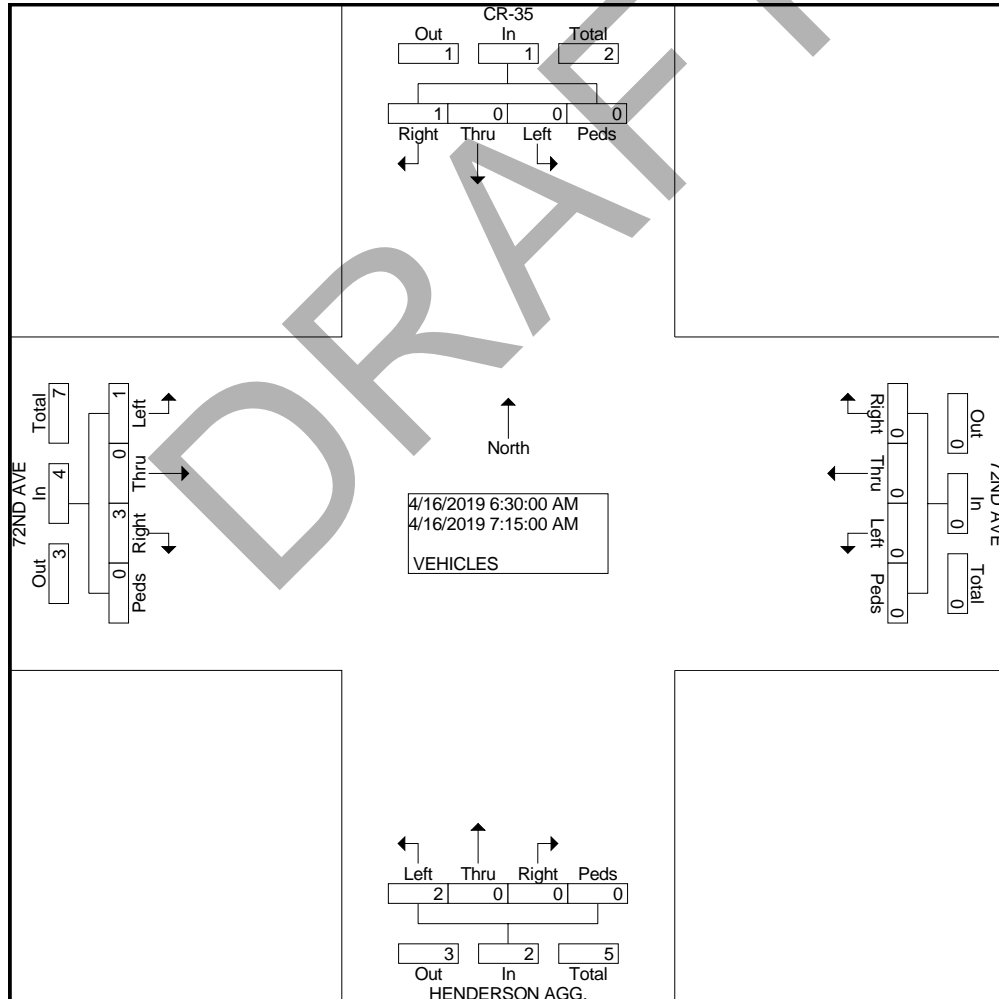 CR-35
Out In Total
1 1 2
1 0 0 0
Right Thru Left Peds
DRAFT
72ND AVE
Total In Out
7 4 3
1 0 3 0
Left Thru Right Peds
North
4/16/2019 6:30:00 AM
4/16/2019 7:15:00 AM
VEHICLES
Right Thru Left Peds
0 0 0 0
Out In Total
0 0 0
72ND AVE
Left Thru Right Peds
2 0 0 0
3 2 5
Out In Total
HENDERSON AGG.